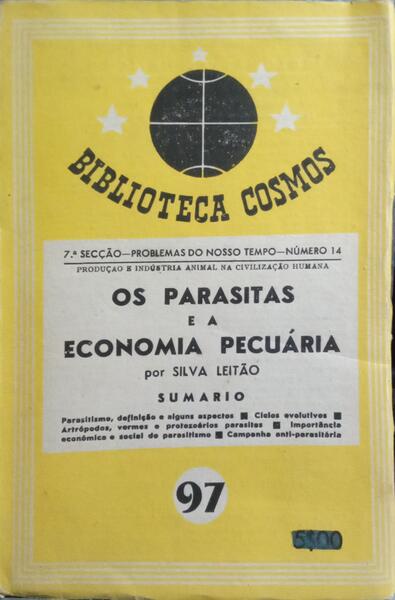 BIBLIOTECA COSMOS
7.ª SECÇÃO—PROBLEMAS DO NOSSO TEMPO—NÚMERO 14
PRODUÇAO E INDÚSTRIA ANIMAL NA CIVILIZAÇÃO HUMANA
OS PARASITAS
E A
ECONOMIA PECUÁRIA
por SILVA LEITÃO
SUMARIO
Parasitismo, definição e alguns aspectos ■ Ciclos evolutivos ■
Artrópodos, vermes e protozoários parasitas ■ Importância
económica e social do parasitismo ■ Campanha anti-parasitária
97
5$00